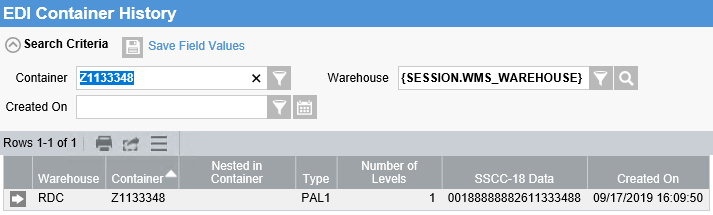 EDI Container History
Search Criteria Save Field Values
Container Z1133348 Warehouse {SESSION.WMS_WAREHOUSE}
Created On
Rows 1-1 of 1
Warehouse Container Nested in Container Type Number of Levels SSCC-18 Data Created On
RDC Z1133348 PAL1 1 00188888882611333488 09/17/2019 16:09:50